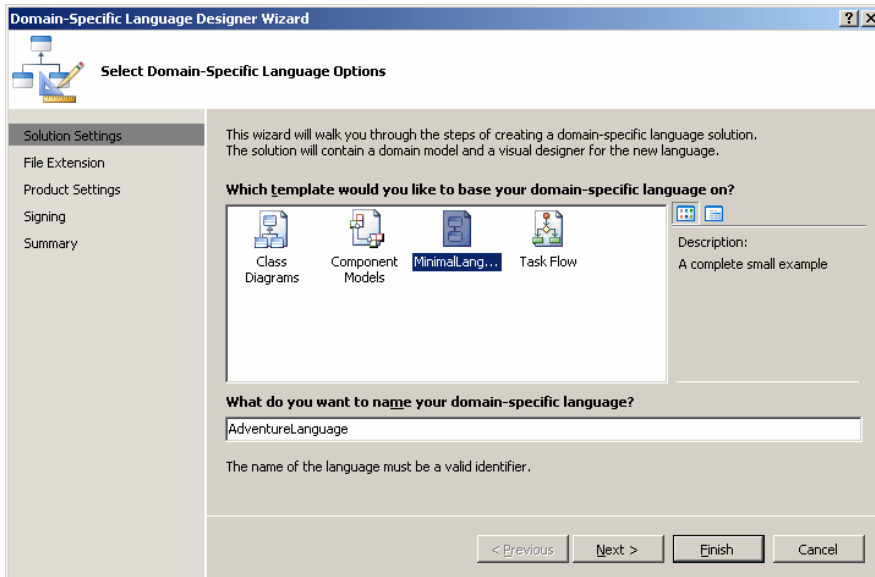 Domain-Specific Language Designer Wizard
Select Domain-Specific Language Options
Solution Settings
File Extension
Product Settings
Signing
Summary
This wizard will walk you through the steps of creating a domain-specific language solution.
The solution will contain a domain model and a visual designer for the new language.
Which template would you like to base your domain-specific language on?
Class
Diagrams
Component
Models
MinimalLang...
Task Flow
Description:
A complete small example
What do you want to name your domain-specific language?
AdventureLanguage
The name of the language must be a valid identifier.
< Previous
Next >
Finish
Cancel